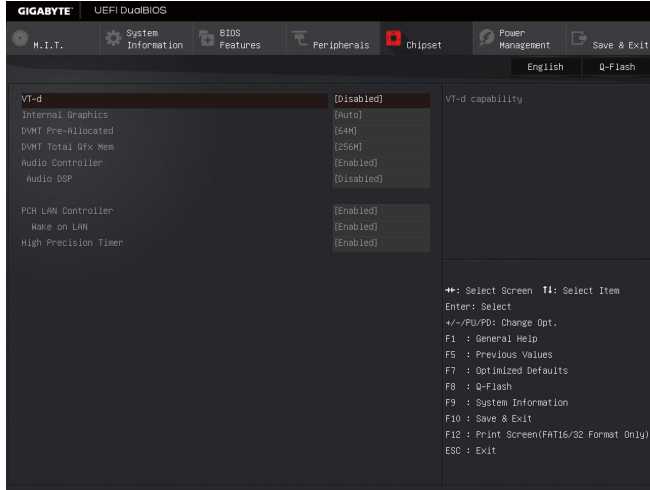 GIGABYTE™ UEFI DualBIOS
M.I.T.
System Information
BIOS Features
Peripherals
Chipset
Power Management
Save & Exit
English Q-Flash
VT-d [Disabled]
Internal Graphics [Auto]
DVMT Pre-Allocated [64M]
DVMT Total Gfx Mem [256M]
Audio Controller [Enabled]
Audio DSP [Disabled]
PCH LAN Controller [Enabled]
Wake on LAN [Enabled]
High Precision Timer [Enabled]
VT-d capability
→←: Select Screen ↑↓: Select Item
Enter: Select
+/-/PU/PD: Change Opt.
F1 : General Help
F5 : Previous Values
F7 : Optimized Defaults
F8 : Q-Flash
F9 : System Information
F10 : Save & Exit
F12 : Print Screen(FAT16/32 Format Only)
ESC : Exit